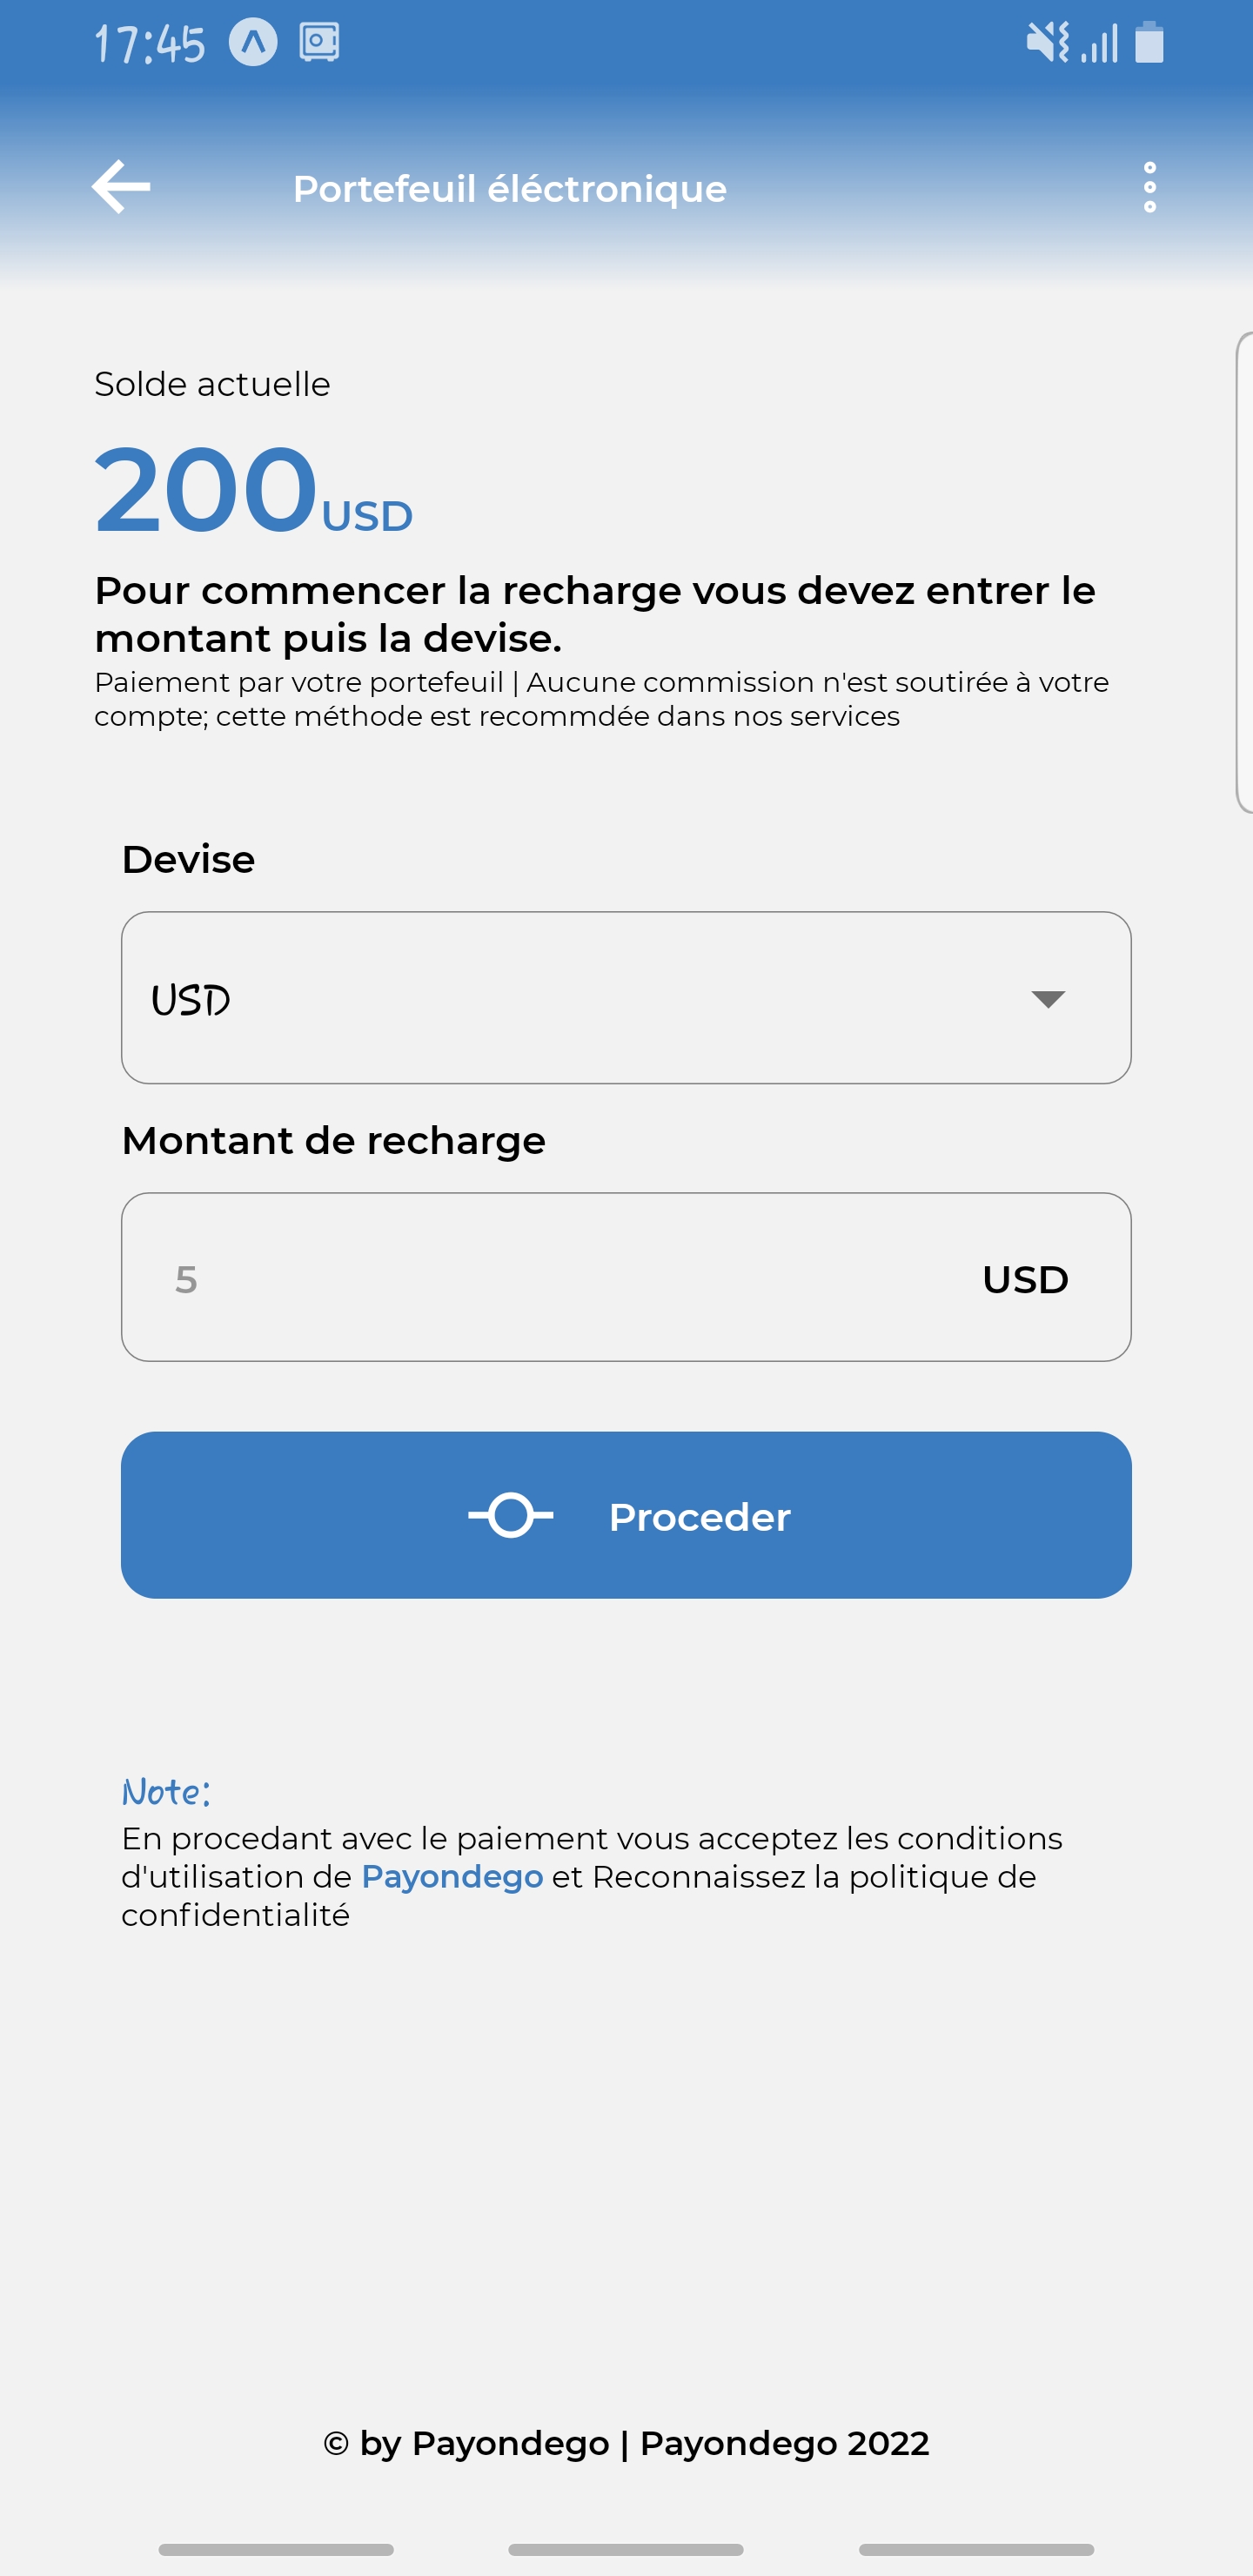 17:45
Portefeuil éléctronique
Solde actuelle
200USD
Pour commencer la recharge vous devez entrer le
montant puis la devise.
Paiement par votre portefeuil | Aucune commission n'est soutirée à votre
compte; cette méthode est recommdée dans nos services
Devise
USD
Montant de recharge
5 USD
Proceder
Note:
En procedant avec le paiement vous acceptez les conditions
d'utilisation de Payondego et Reconnaissez la politique de
confidentialité
© by Payondego | Payondego 2022